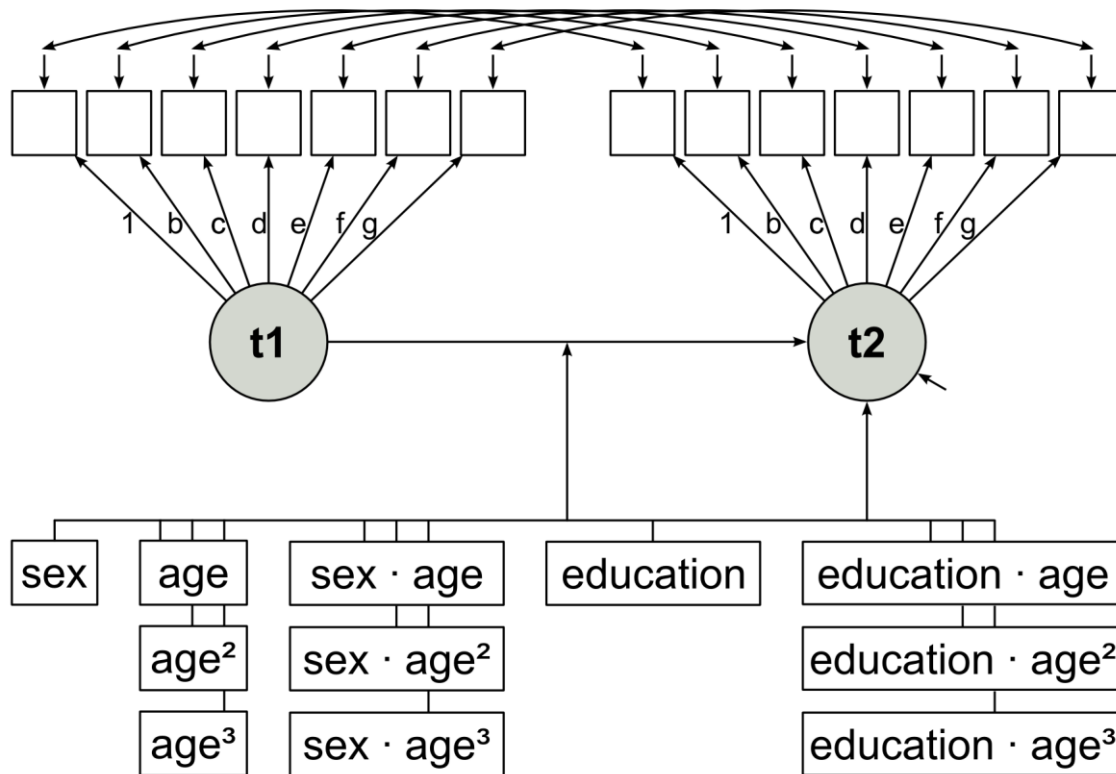 1 b c d e f g 1 b c d e f g
t1 t2
sex age sex · age education education · age
age² sex · age² education · age²
age³ sex · age³ education · age³